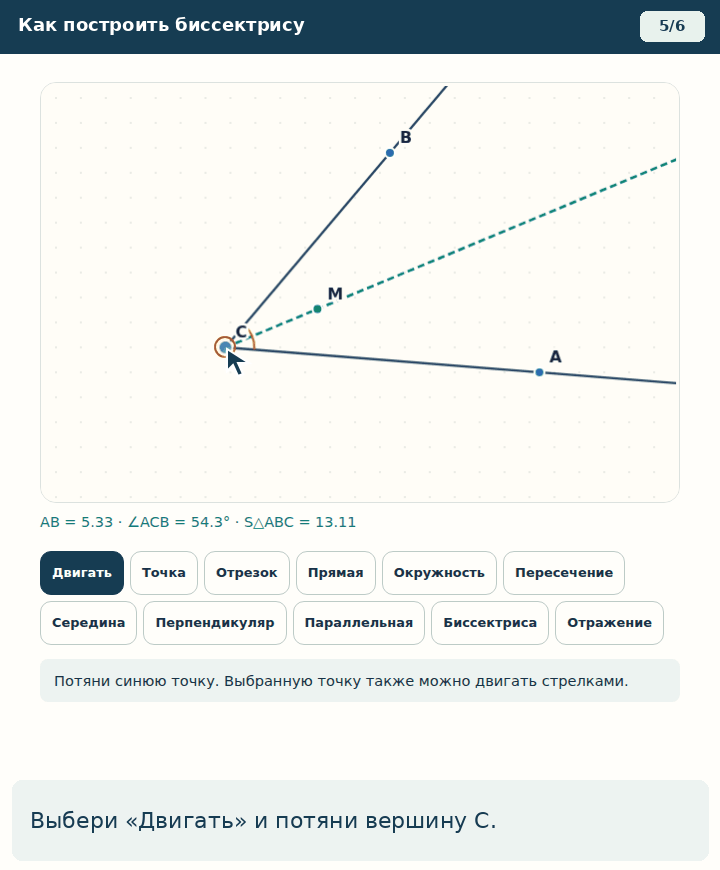 Как построить биссектрису
5/6
B
M
C
A
AB = 5.33 · ∠ACB = 54.3° · S△ABC = 13.11
Двигать Точка Отрезок Прямая Окружность Пересечение
Середина Перпендикуляр Параллельная Биссектриса Отражение
Потяни синюю точку. Выбранную точку также можно двигать стрелками.
Выбери «Двигать» и потяни вершину C.